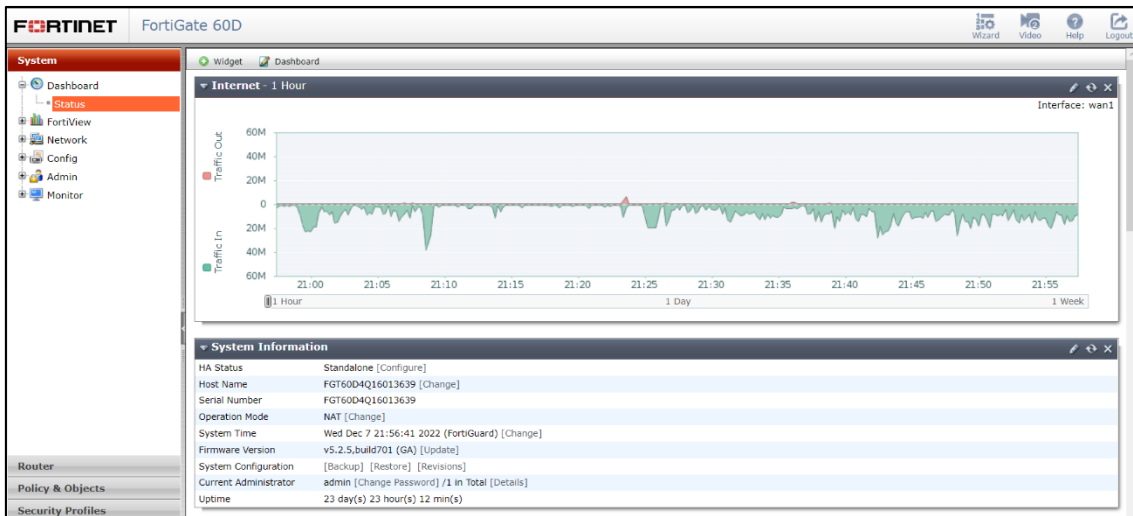 FORTINET FortiGate 60D Wizard Video Help Logout
System
Dashboard
Status
FortiView
Network
Config
Admin
Monitor
Router
Policy & Objects
Security Profiles
Widget Dashboard
Internet - 1 Hour
Interface: wan1
Traffic Out
Traffic In
60M
40M
20M
0
20M
40M
60M
21:00 21:05 21:10 21:15 21:20 21:25 21:30 21:35 21:40 21:45 21:50 21:55
1 Hour 1 Day 1 Week
System Information
HA Status Standalone [Configure]
Host Name FGT60D4Q16013639 [Change]
Serial Number FGT60D4Q16013639
Operation Mode NAT [Change]
System Time Wed Dec 7 21:56:41 2022 (FortiGuard) [Change]
Firmware Version v5.2.5,build701 (GA) [Update]
System Configuration [Backup] [Restore] [Revisions]
Current Administrator admin [Change Password] /1 in Total [Details]
Uptime 23 day(s) 23 hour(s) 12 min(s)